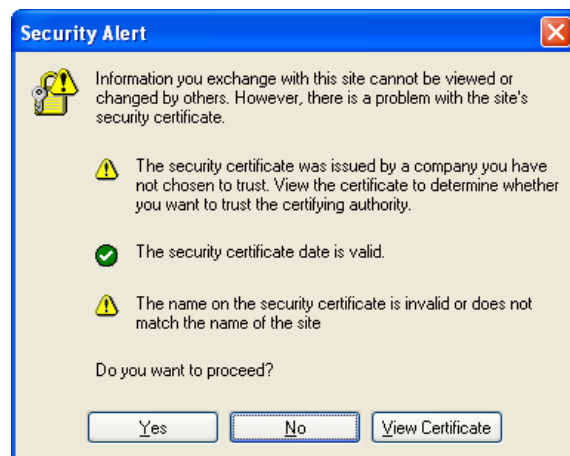 Security Alert
Information you exchange with this site cannot be viewed or
changed by others. However, there is a problem with the site's
security certificate.
The security certificate was issued by a company you have
not chosen to trust. View the certificate to determine whether
you want to trust the certifying authority.
The security certificate date is valid.
The name on the security certificate is invalid or does not
match the name of the site
Do you want to proceed?
Yes No View Certificate